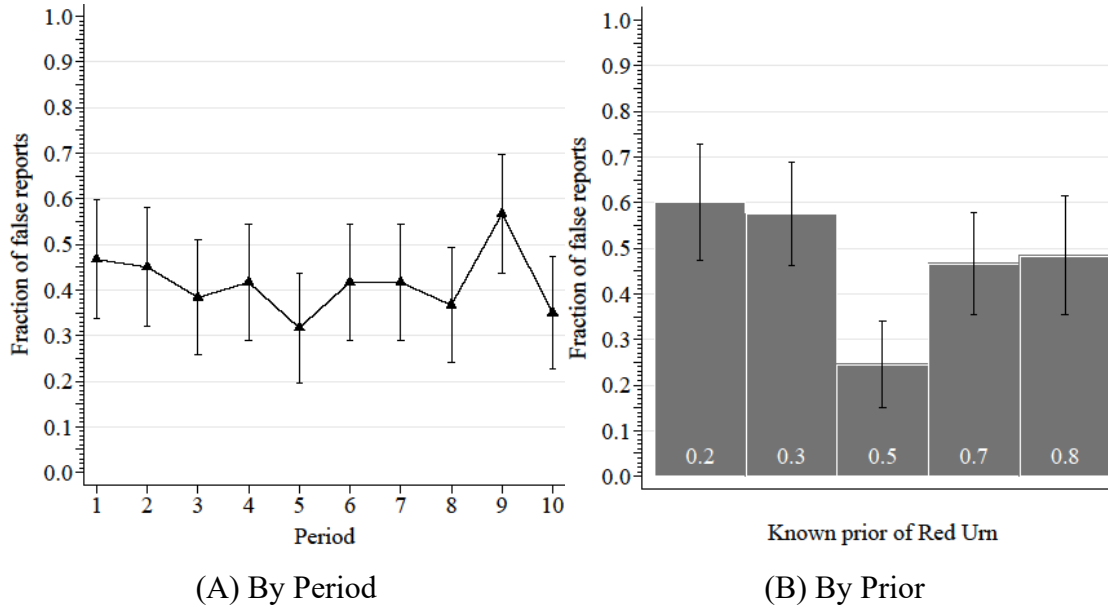 Fraction of false reports
1.0
0.9
0.8
0.7
0.6
0.5
0.4
0.3
0.2
0.1
0.0
1 2 3 4 5 6 7 8 9 10
Period
(A) By Period
Fraction of false reports
1.0
0.9
0.8
0.7
0.6
0.5
0.4
0.3
0.2
0.1
0.0
0.2 0.3 0.5 0.7 0.8
Known prior of Red Urn
(B) By Prior